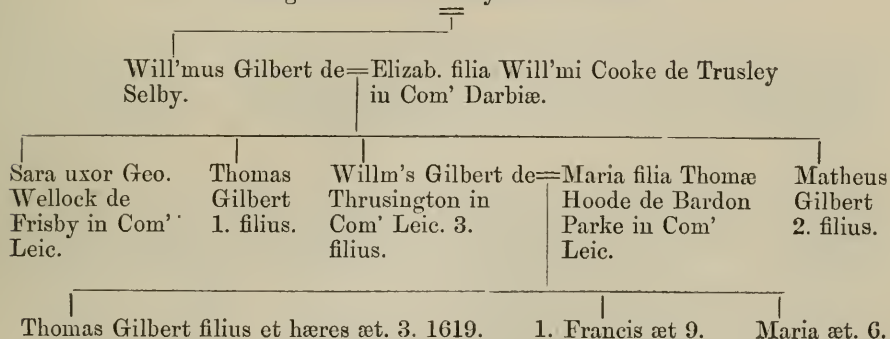 Will'mus Gilbert de=Elizab. filia Will'mi Cooke de Trusley
Selby. in Com' Darbiæ.
Sara uxor Geo.
Wellock de
Frisby in Com'
Leic.
Thomas
Gilbert
1. filius.
Willm's Gilbert de=Maria filia Thomæ
Thrusington in Hoode de Bardon
Com' Leic. 3. Parke in Com'
filius. Leic.
Matheus
Gilbert
2. filius.
Thomas Gilbert filius et hæres æt. 3. 1619. 1. Francis æt 9. Maria æt. 6.